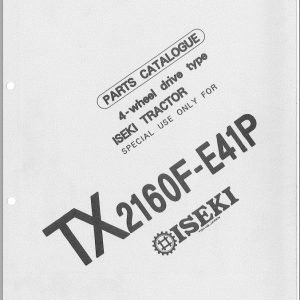 PARTS CATALOGUE
4-wheel drive type
ISEKI TRACTOR
SPECIAL USE ONLY FOR
TX2160F-E41P
ISEKI